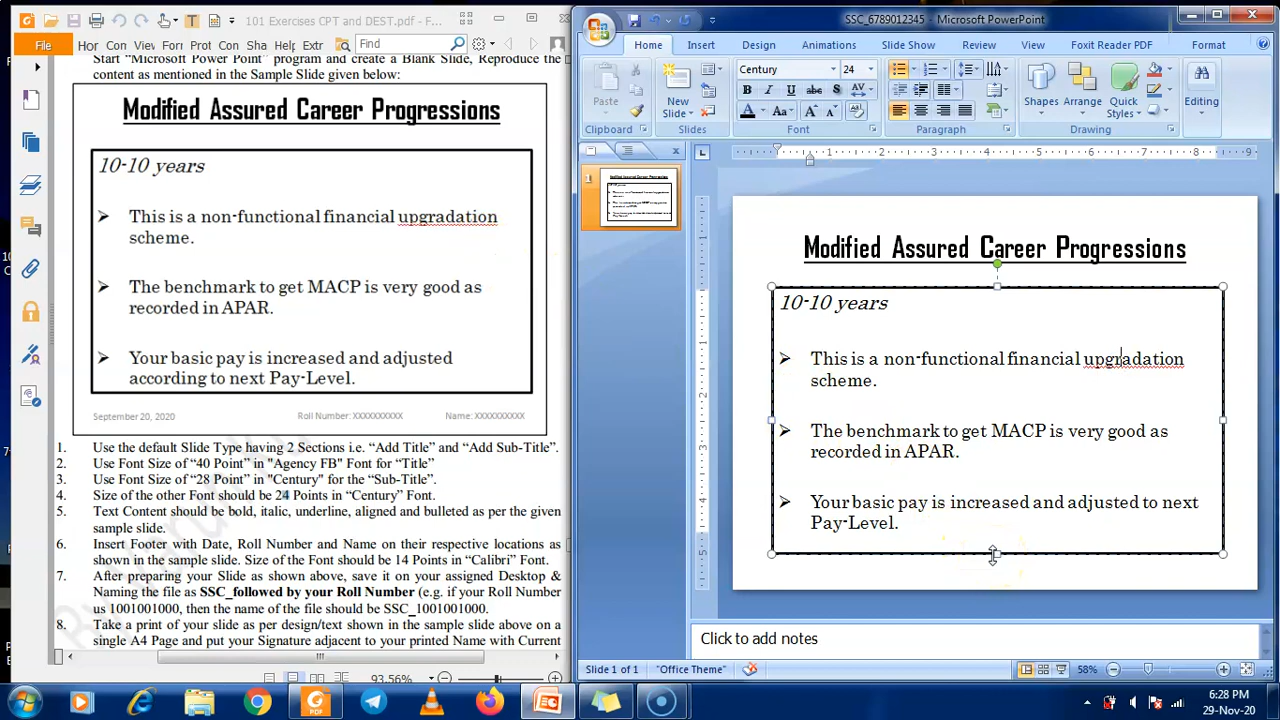 101 Exercises CPT and DEST.pdf - F...
File
Hor
Con
View
Forr
Prot
Con
Sha
Help
Extr
Find
Start "Microsoft Power Point" program and create a Blank Slide, Reproduce the
content as mentioned in the Sample Slide given below:
Modified Assured Career Progressions
10-10 years
This is a non-functional financial upgradation
scheme.
The benchmark to get MACP is very good as
recorded in APAR.
Your basic pay is increased and adjusted
according to next Pay-Level.
September 20, 2020
Roll Number: XXXXXXXXXX
Name: XXXXXXXXXX
1. Use the default Slide Type having 2 Sections i.e. "Add Title" and "Add Sub-Title".
2. Use Font Size of "40 Point" in "Agency FB" Font for "Title"
3. Use Font Size of "28 Point" in "Century" for the "Sub-Title".
4. Size of the other Font should be 24 Points in "Century" Font.
5. Text Content should be bold, italic, underline, aligned and bulleted as per the given
sample slide.
6. Insert Footer with Date, Roll Number and Name on their respective locations as
shown in the sample slide. Size of the Font should be 14 Points in "Calibri" Font.
7. After preparing your Slide as shown above, save it on your assigned Desktop &
Naming the file as SSC_followed by your Roll Number (e.g. if your Roll Number
us 1001001000, then the name of the file should be SSC_1001001000.
8. Take a print of your slide as per design/text shown in the sample slide above on
a single A4 Page and put your Signature adjacent to your printed Name with Current
93.56%
SSC_6789012345 - Microsoft PowerPoint
Home
Insert
Design
Animations
Slide Show
Review
View
Foxit Reader PDF
Format
Paste
Clipboard
New
Slide
Slides
Century
24
B I U abc S AV
A Aa A A
Font
Paragraph
Shapes
Arrange
Quick
Styles
Drawing
Editing
1
Modified Assured Career Progressions
10-10 years
This is a non-functional financial upgradation
scheme.
The benchmark to get MACP is very good as
recorded in APAR.
Your basic pay is increased and adjusted to next
Pay-Level.
Click to add notes
Slide 1 of 1
"Office Theme"
58%
PDF
6:28 PM
29-Nov-20